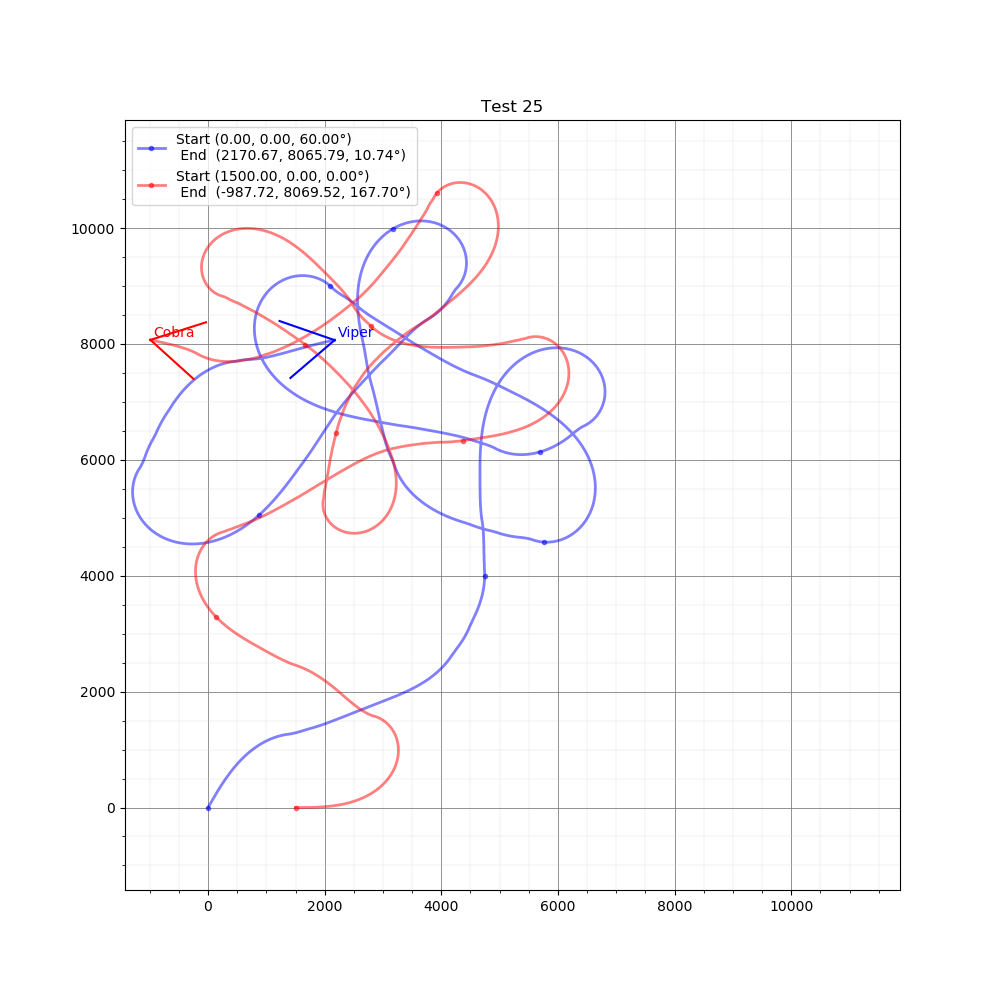 Test 25
Start (0.00, 0.00, 60.00°)
End (2170.67, 8065.79, 10.74°)
Start (1500.00, 0.00, 0.00°)
End (-987.72, 8069.52, 167.70°)
10000
8000
6000
4000
2000
0
Cobra
Viper
0 2000 4000 6000 8000 10000